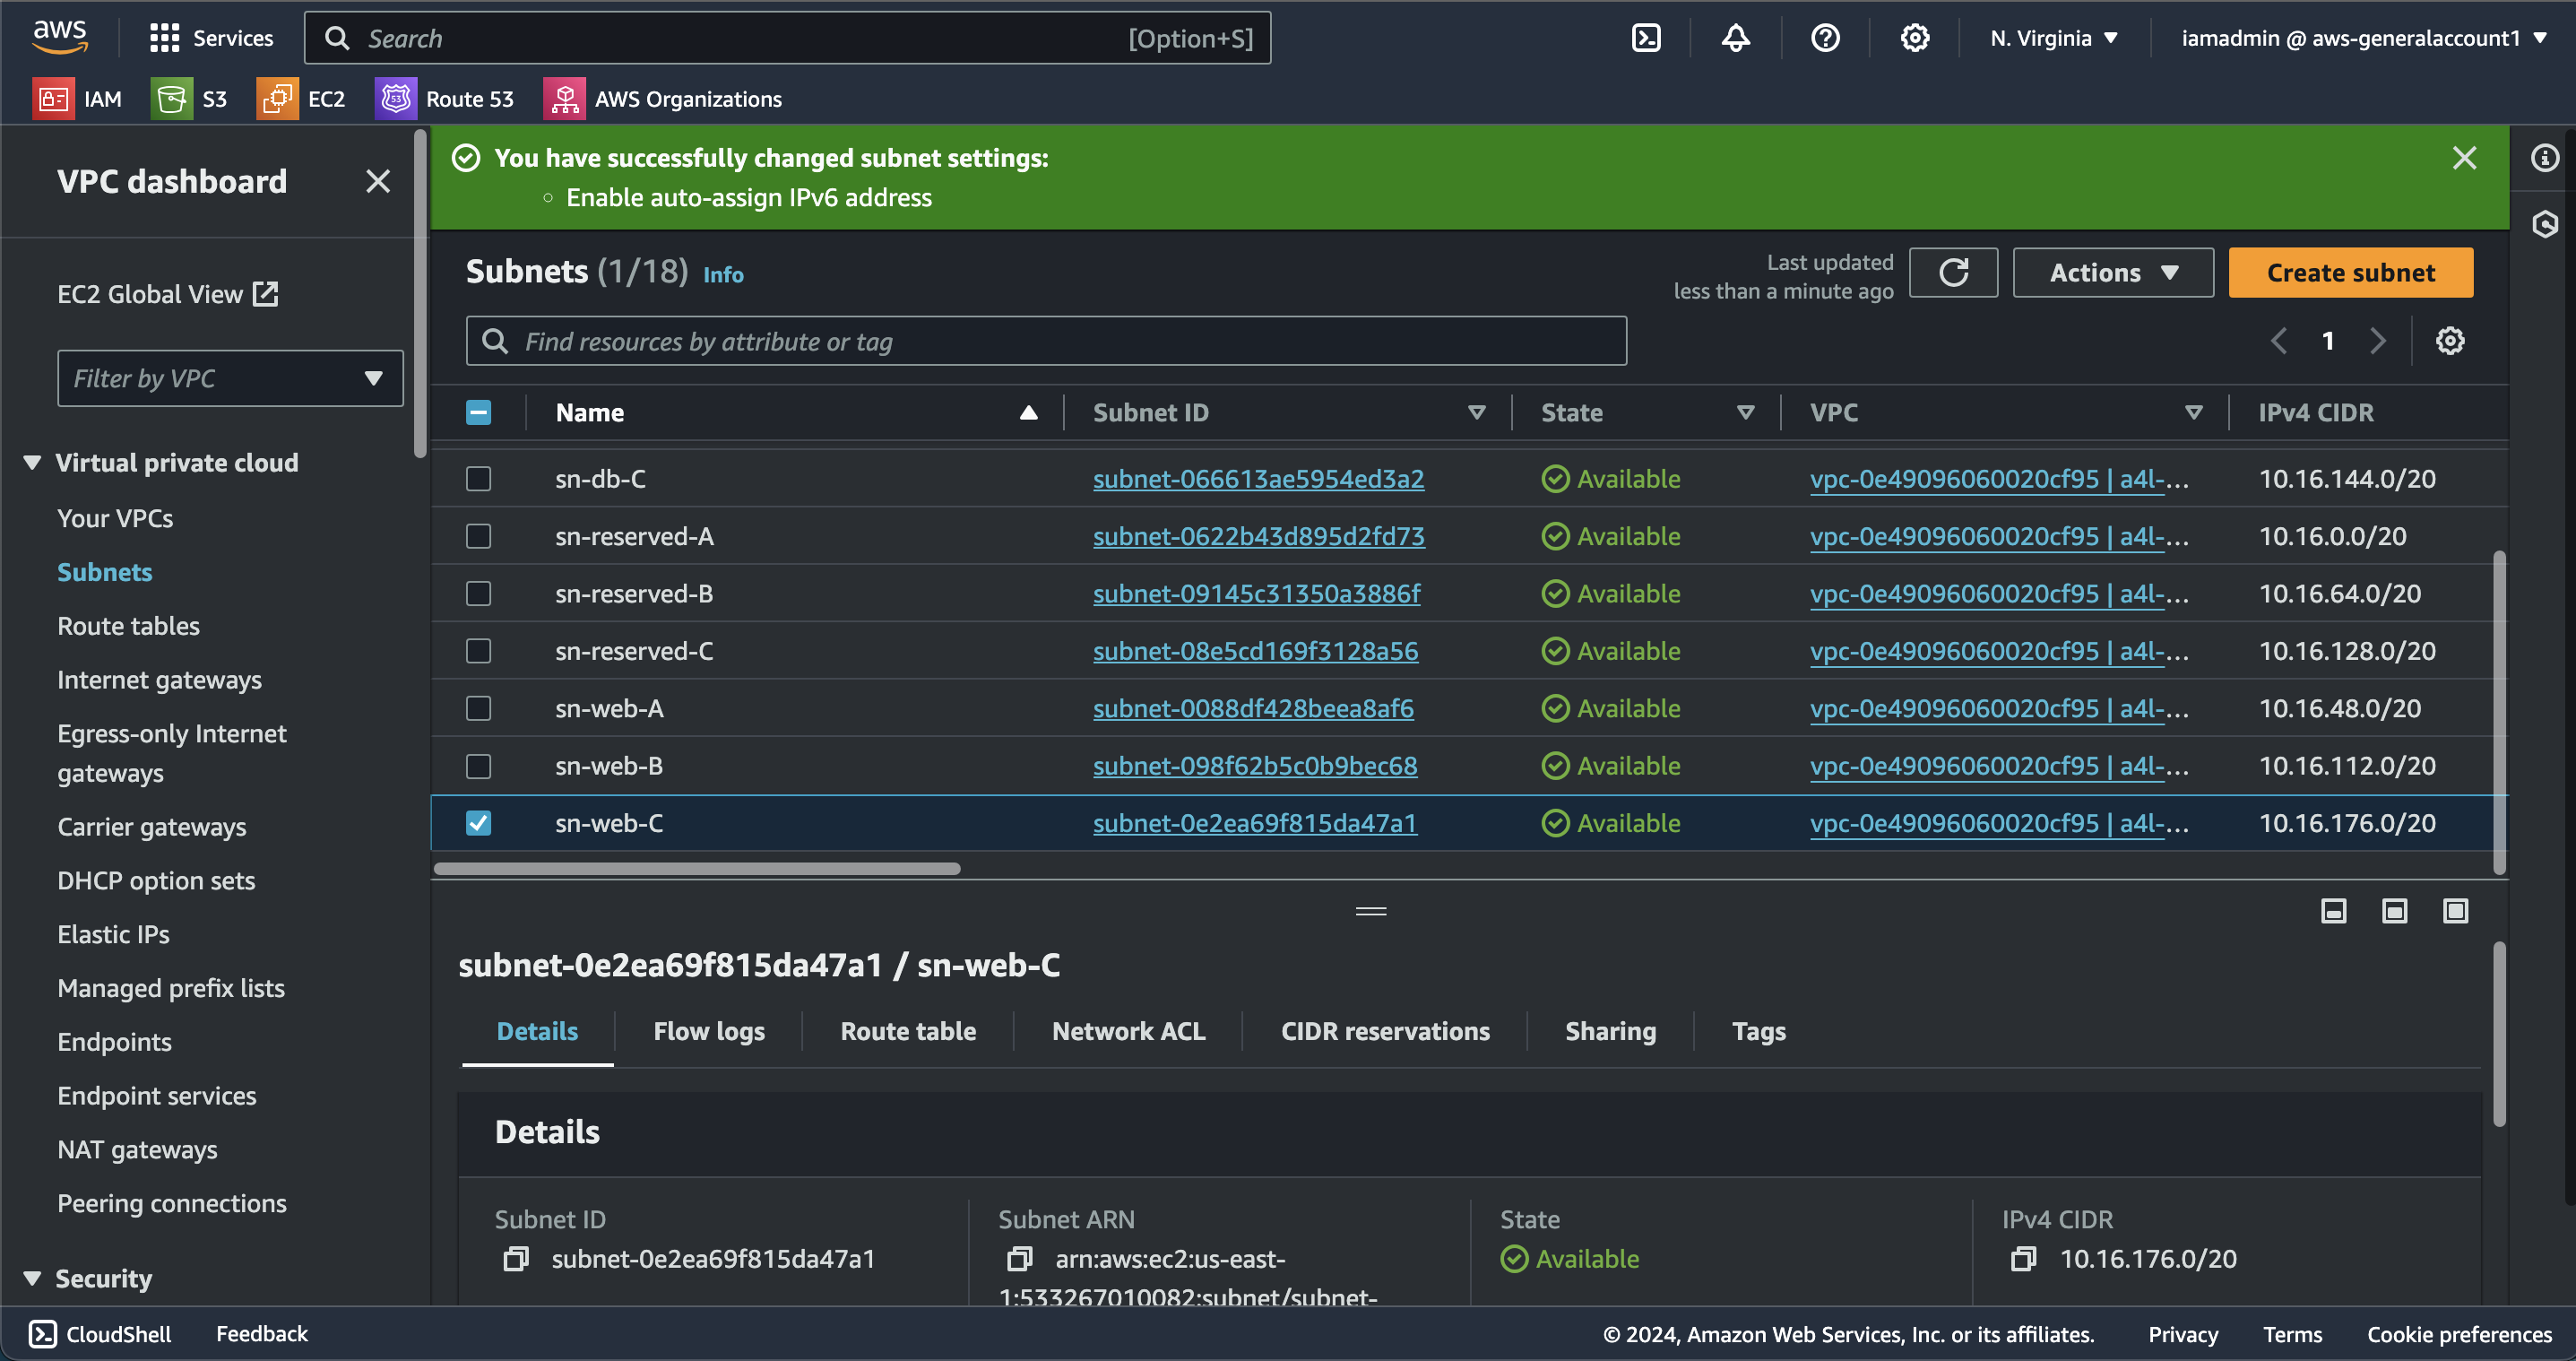 aws
Services
Search
[Option+S]
N. Virginia
iamadmin @ aws-generalaccount1
IAM
S3
EC2
53
Route 53
AWS Organizations
VPC dashboard
EC2 Global View
Filter by VPC
Virtual private cloud
Your VPCs
Subnets
Route tables
Internet gateways
Egress-only Internet
gateways
Carrier gateways
DHCP option sets
Elastic IPs
Managed prefix lists
Endpoints
Endpoint services
NAT gateways
Peering connections
Security
You have successfully changed subnet settings:
Enable auto-assign IPv6 address
Subnets (1/18) Info
Last updated
less than a minute ago
Actions
Create subnet
Find resources by attribute or tag
1
Name Subnet ID State VPC IPv4 CIDR
sn-db-C subnet-066613ae5954ed3a2 Available vpc-0e49096060020cf95 | a4l-... 10.16.144.0/20
sn-reserved-A subnet-0622b43d895d2fd73 Available vpc-0e49096060020cf95 | a4l-... 10.16.0.0/20
sn-reserved-B subnet-09145c31350a3886f Available vpc-0e49096060020cf95 | a4l-... 10.16.64.0/20
sn-reserved-C subnet-08e5cd169f3128a56 Available vpc-0e49096060020cf95 | a4l-... 10.16.128.0/20
sn-web-A subnet-0088df428beea8af6 Available vpc-0e49096060020cf95 | a4l-... 10.16.48.0/20
sn-web-B subnet-098f62b5c0b9bec68 Available vpc-0e49096060020cf95 | a4l-... 10.16.112.0/20
sn-web-C subnet-0e2ea69f815da47a1 Available vpc-0e49096060020cf95 | a4l-... 10.16.176.0/20
subnet-0e2ea69f815da47a1 / sn-web-C
Details Flow logs Route table Network ACL CIDR reservations Sharing Tags
Details
Subnet ID
subnet-0e2ea69f815da47a1
Subnet ARN
arn:aws:ec2:us-east-
1:533267010082:subnet/subnet-
State
Available
IPv4 CIDR
10.16.176.0/20
CloudShell
Feedback
© 2024, Amazon Web Services, Inc. or its affiliates.
Privacy
Terms
Cookie preferences